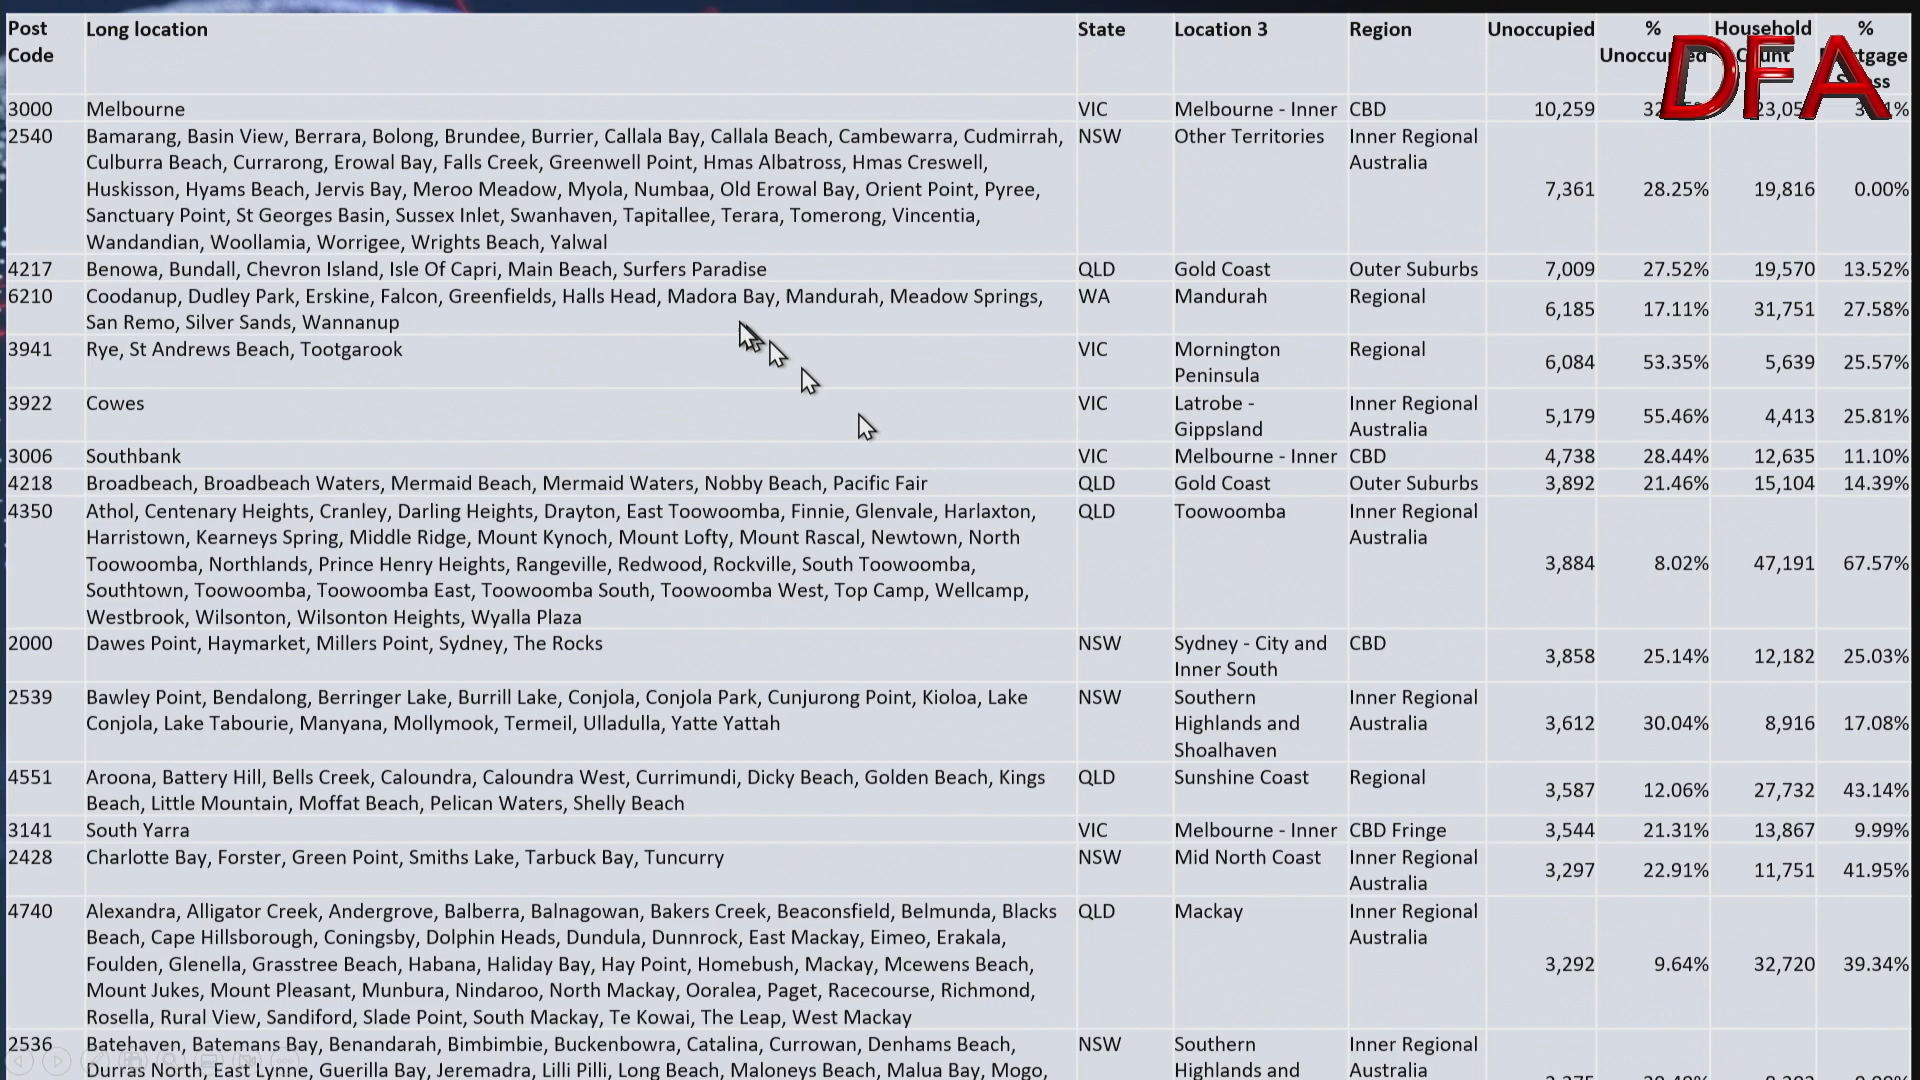 Post Code Long location State Location 3 Region Unoccupied % Household %
DFA
3000 Melbourne VIC Melbourne - Inner CBD 10,259
2540 Bamarang, Basin View, Berrara, Bolong, Brundee, Burrier, Callala Bay, Callala Beach, Cambewarra, Cudmirrah, NSW Other Territories Inner Regional
Culburra Beach, Currarong, Erowal Bay, Falls Creek, Greenwell Point, Hmas Albatross, Hmas Creswell, Australia
Huskisson, Hyams Beach, Jervis Bay, Meroo Meadow, Myola, Numbaa, Old Erowal Bay, Orient Point, Pyree, 7,361 28.25% 19,816 0.00%
Sanctuary Point, St Georges Basin, Sussex Inlet, Swanhaven, Tapitallee, Terara, Tomerong, Vincentia,
Wandandian, Woollamia, Worrigee, Wrights Beach, Yalwal
4217 Benowa, Bundall, Chevron Island, Isle Of Capri, Main Beach, Surfers Paradise QLD Gold Coast Outer Suburbs 7,009 27.52% 19,570 13.52%
6210 Coodanup, Dudley Park, Erskine, Falcon, Greenfields, Halls Head, Madora Bay, Mandurah, Meadow Springs, WA Mandurah Regional
San Remo, Silver Sands, Wannanup 6,185 17.11% 31,751 27.58%
3941 Rye, St Andrews Beach, Tootgarook VIC Mornington Regional
Peninsula 6,084 53.35% 5,639 25.57%
3922 Cowes VIC Latrobe - Inner Regional
Gippsland Australia 5,179 55.46% 4,413 25.81%
3006 Southbank VIC Melbourne - Inner CBD 4,738 28.44% 12,635 11.10%
4218 Broadbeach, Broadbeach Waters, Mermaid Beach, Mermaid Waters, Nobby Beach, Pacific Fair QLD Gold Coast Outer Suburbs 3,892 21.46% 15,104 14.39%
4350 Athol, Centenary Heights, Cranley, Darling Heights, Drayton, East Toowoomba, Finnie, Glenvale, Harlaxton, QLD Toowoomba Inner Regional
Harristown, Kearneys Spring, Middle Ridge, Mount Kynoch, Mount Lofty, Mount Rascal, Newtown, North Australia
Toowoomba, Northlands, Prince Henry Heights, Rangeville, Redwood, Rockville, South Toowoomba, 3,884 8.02% 47,191 67.57%
Southtown, Toowoomba, Toowoomba East, Toowoomba South, Toowoomba West, Top Camp, Wellcamp,
Westbrook, Wilsonton, Wilsonton Heights, Wyalla Plaza
2000 Dawes Point, Haymarket, Millers Point, Sydney, The Rocks NSW Sydney - City and CBD
Inner South 3,858 25.14% 12,182 25.03%
2539 Bawley Point, Bendalong, Berringer Lake, Burrill Lake, Conjola, Conjola Park, Cunjurong Point, Kioloa, Lake NSW Southern Inner Regional
Conjola, Lake Tabourie, Manyana, Mollymook, Termeil, Ulladulla, Yatte Yattah Highlands and Australia 3,612 30.04% 8,916 17.08%
Shoalhaven
4551 Aroona, Battery Hill, Bells Creek, Caloundra, Caloundra West, Currimundi, Dicky Beach, Golden Beach, Kings QLD Sunshine Coast Regional
Beach, Little Mountain, Moffat Beach, Pelican Waters, Shelly Beach 3,587 12.06% 27,732 43.14%
3141 South Yarra VIC Melbourne - Inner CBD Fringe 3,544 21.31% 13,867 9.99%
2428 Charlotte Bay, Forster, Green Point, Smiths Lake, Tarbuck Bay, Tuncurry NSW Mid North Coast Inner Regional
Australia 3,297 22.91% 11,751 41.95%
4740 Alexandra, Alligator Creek, Andergrove, Balberra, Balnagowan, Bakers Creek, Beaconsfield, Belmunda, Blacks QLD Mackay Inner Regional
Beach, Cape Hillsborough, Coningsby, Dolphin Heads, Dundula, Dunnrock, East Mackay, Eimeo, Erakala, Australia
Foulden, Glenella, Grasstree Beach, Habana, Haliday Bay, Hay Point, Homebush, Mackay, Mcewens Beach, 3,292 9.64% 32,720 39.34%
Mount Jukes, Mount Pleasant, Munbura, Nindaroo, North Mackay, Ooralea, Paget, Racecourse, Richmond,
Rosella, Rural View, Sandiford, Slade Point, South Mackay, Te Kowai, The Leap, West Mackay
2536 Batehaven, Batemans Bay, Benandarah, Bimbimbie, Buckenbowra, Catalina, Currowan, Denhams Beach, NSW Southern Inner Regional
Durras North, East Lynne, Guerilla Bay, Jeremadra, Lilli Pilli, Long Beach, Maloneys Beach, Malua Bay, Mogo, Highlands and Australia